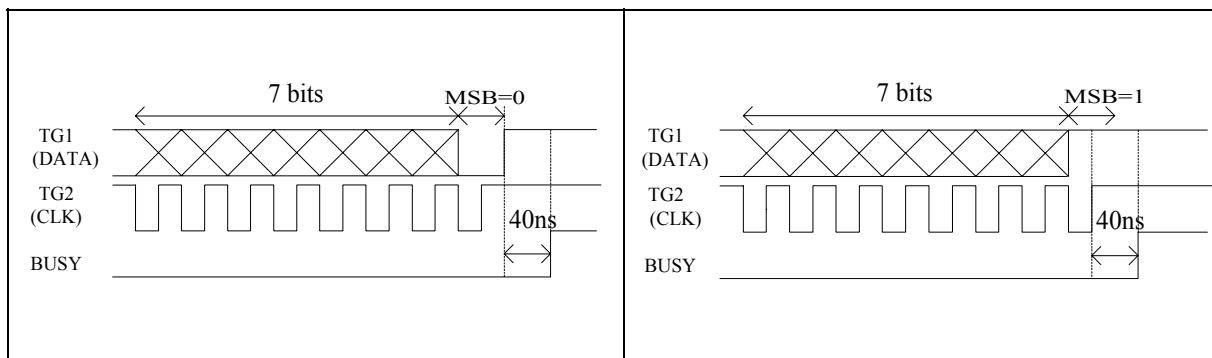 7 bits
MSB=0
TG1
(DATA)
TG2
(CLK)
40ns
BUSY
7 bits
MSB=1
TG1
(DATA)
TG2
(CLK)
40ns
BUSY